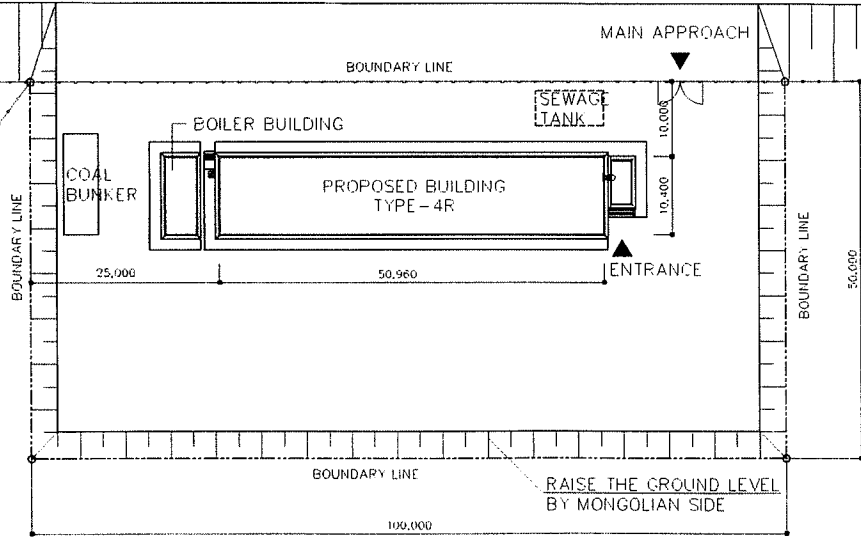 MAIN APPROACH
BOUNDARY LINE
SEWAGE
TANK
10,000
BOILER BUILDING
COAL
BUNKER
PROPOSED BUILDING
TYPE-4R
10,400
BOUNDARY LINE
BOUNDARY LINE
50,000
25,000
50,960
ENTRANCE
BOUNDARY LINE
RAISE THE GROUND LEVEL
BY MONGOLIAN SIDE
100,000